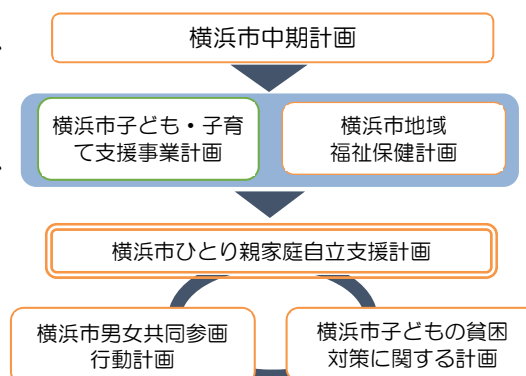 横浜市中期計画
横浜市子ども・子育
て支援事業計画
横浜市地域
福祉保健計画
横浜市ひとり親家庭自立支援計画
横浜市男女共同参画
行動計画
横浜市子どもの貧困
対策に関する計画